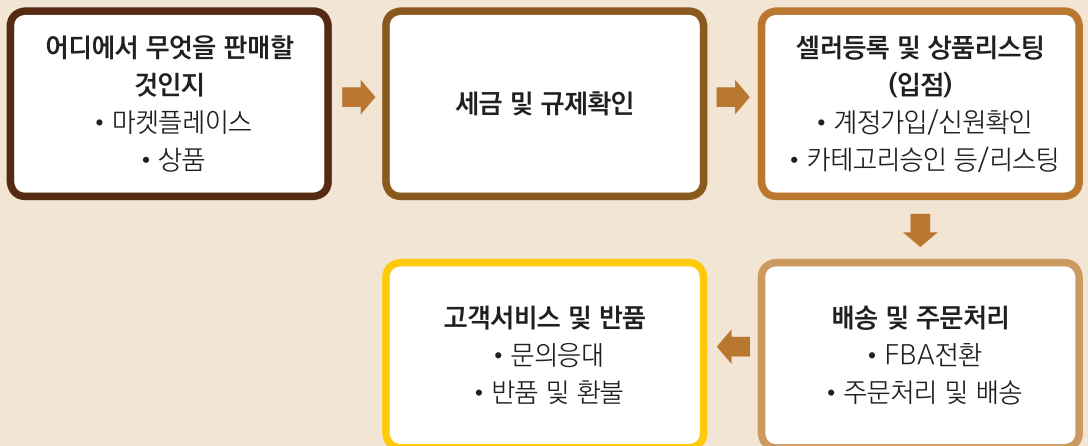 어디에서 무엇을 판매할
것인지
• 마켓플레이스
• 상품
세금 및 규제확인
셀러등록 및 상품리스팅
(입점)
• 계정가입/신원확인
• 카테고리승인 등/리스팅
배송 및 주문처리
• FBA전환
• 주문처리 및 배송
고객서비스 및 반품
• 문의응대
• 반품 및 환불